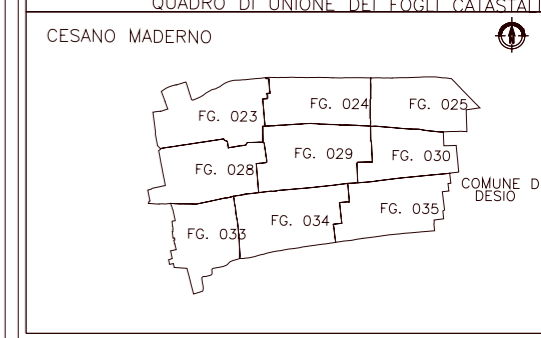 QUADRO DI UNIONE DEI FOGLI CATASTALI
CESANO MADERNO
FG. 023
FG. 024
FG. 025
FG. 028
FG. 029
FG. 030
COMUNE D
DESIO
FG. 033
FG. 034
FG. 035